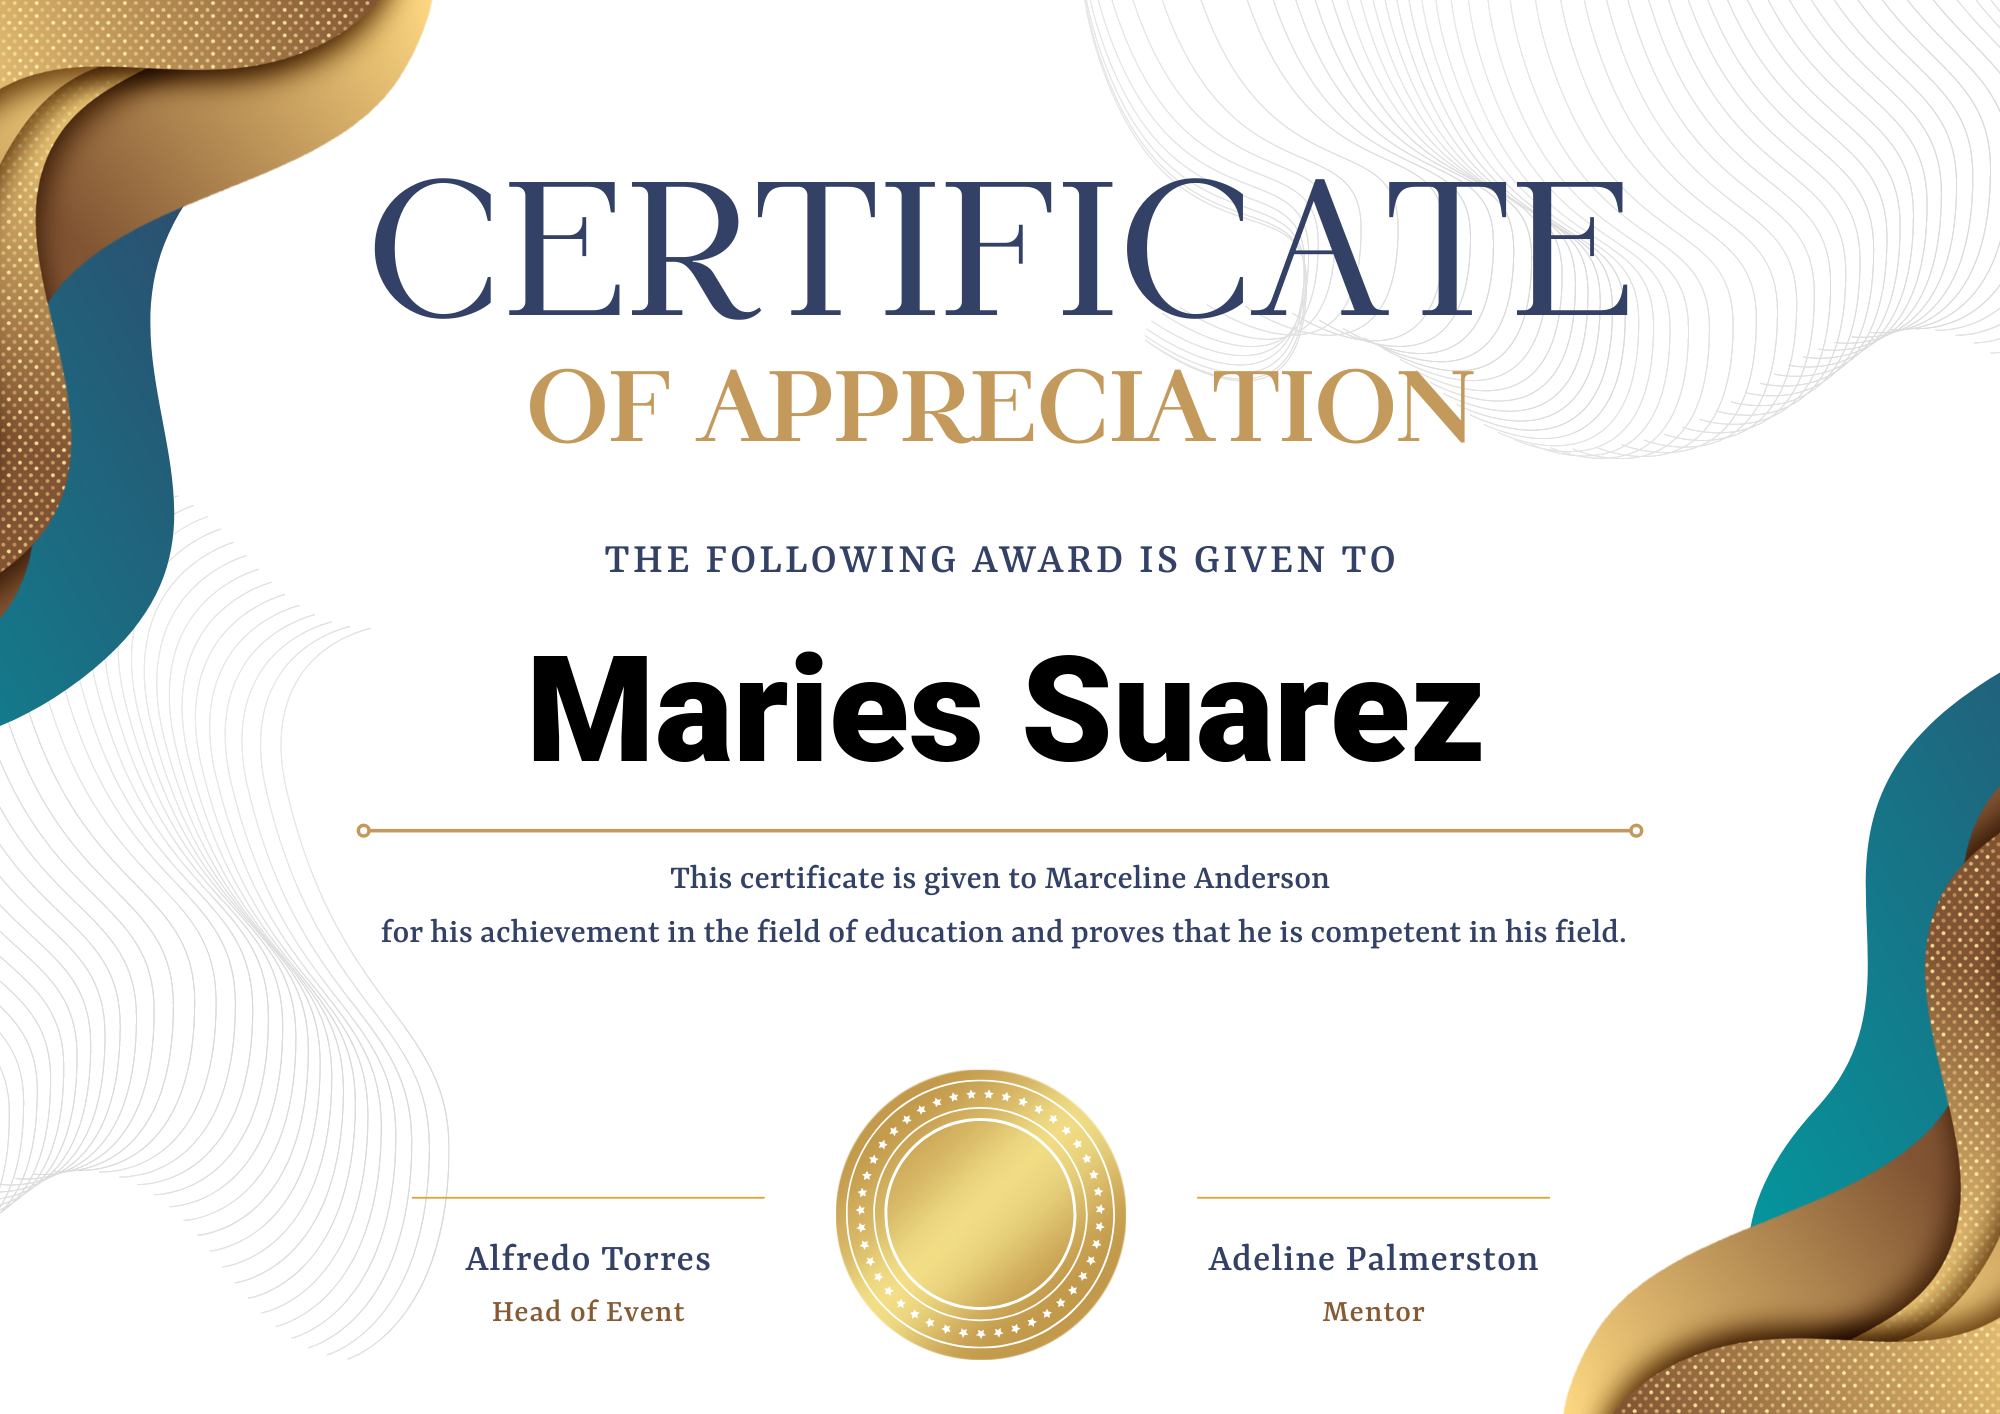 CERTIFICATE
OF APPRECIATION
THE FOLLOWING AWARD IS GIVEN TO
Maries Suarez
This certificate is given to Marceline Anderson
for his achievement in the field of education and proves that he is competent in his field.
Alfredo Torres
Head of Event
Adeline Palmerston
Mentor